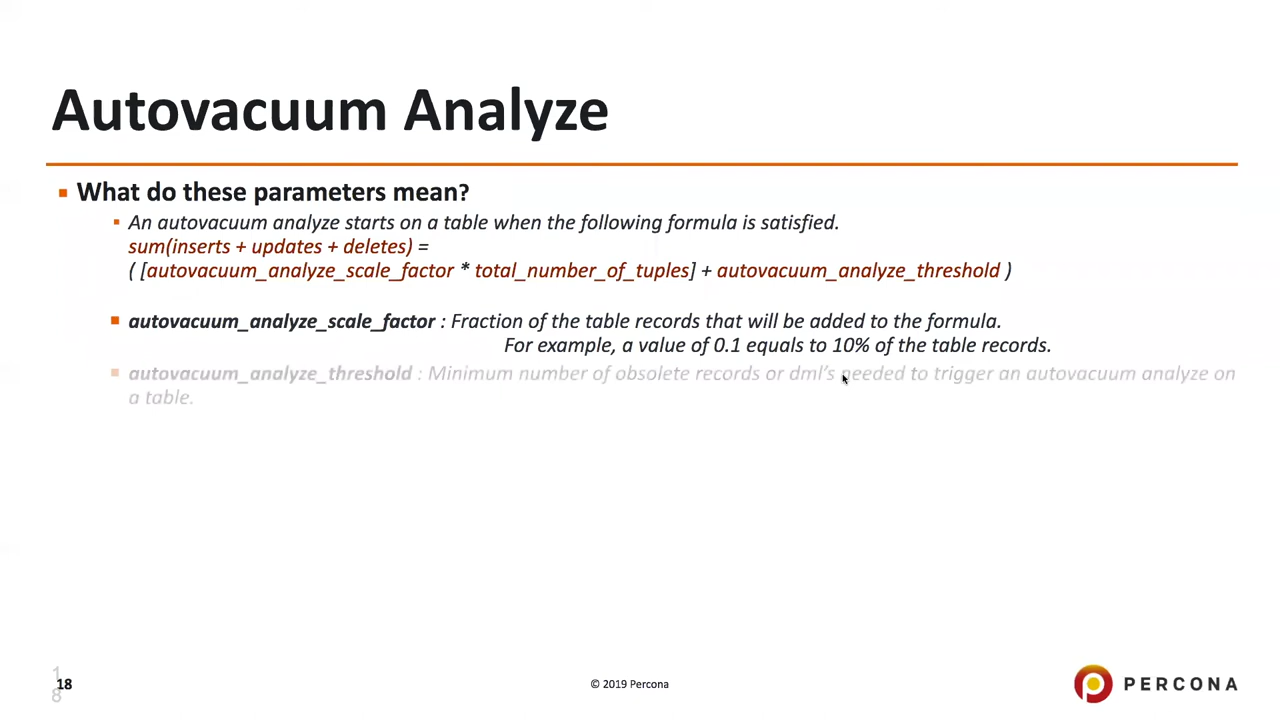 Autovacuum Analyze
What do these parameters mean?
An autovacuum analyze starts on a table when the following formula is satisfied.
sum(inserts + updates + deletes) =
( [autovacuum_analyze_scale_factor * total_number_of_tuples] + autovacuum_analyze_threshold )
autovacuum_analyze_scale_factor : Fraction of the table records that will be added to the formula.
For example, a value of 0.1 equals to 10% of the table records.
autovacuum_analyze_threshold : Minimum number of obsolete records or dml's needed to trigger an autovacuum analyze on
a table.
18
18
© 2019 Percona
PERCONA